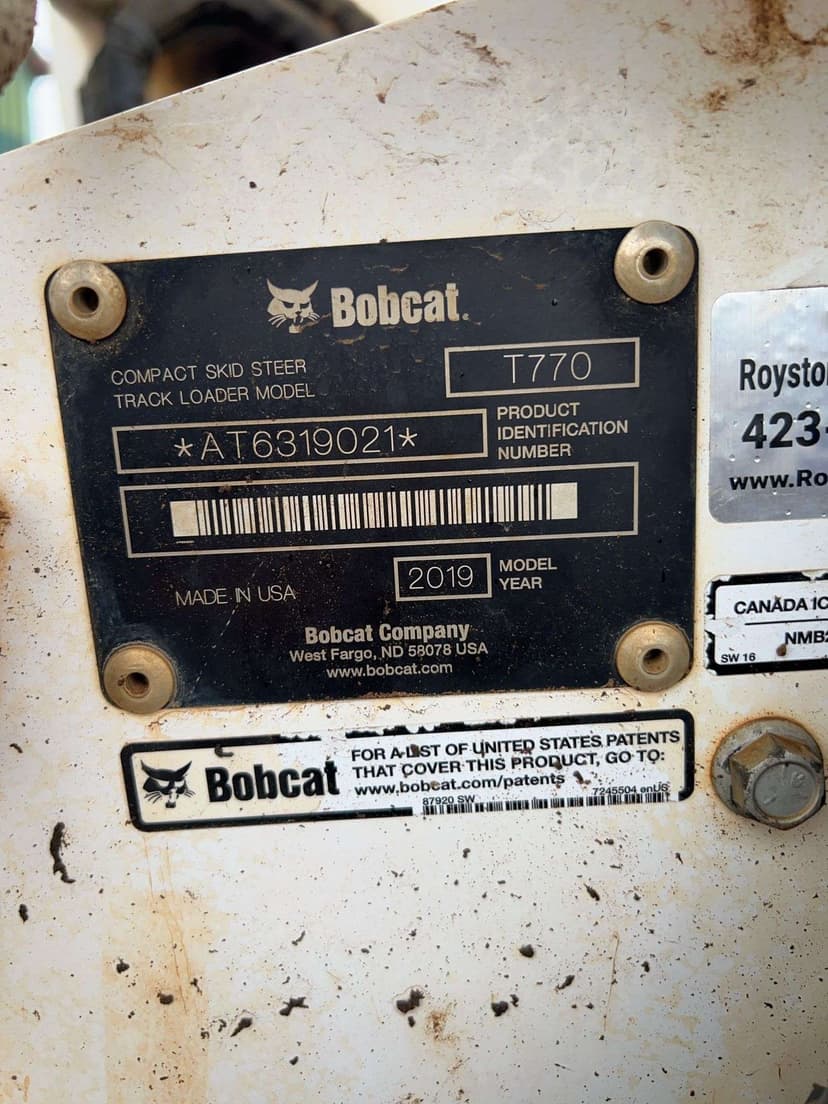 Bobcat.
COMPACT SKID STEER
TRACK LOADER MODEL
T770
*AT6319021*
PRODUCT
IDENTIFICATION
NUMBER
MADE IN USA
2019
MODEL
YEAR
Bobcat Company
West Fargo, ND 58078 USA
www.bobcat.com
Bobcat
FOR A LIST OF UNITED STATES PATENTS
THAT COVER THIS PRODUCT, GO TO:
www.bobcat.com/patents
87920 SW
7245504 enUS
Roysto
423-
www.Ro
CANADA IC
NMB2
SW 16